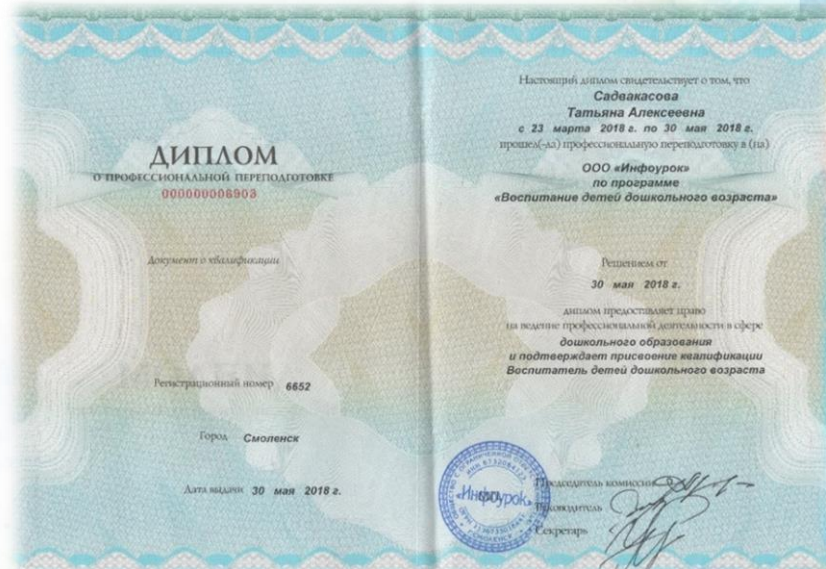 ДИПЛОМ
О ПРОФЕССИОНАЛЬНОЙ ПЕРЕПОДГОТОВКЕ
000000008903
Документ о квалификации
Регистрационный номер 6652
Город Смоленск
Дата выдачи 30 мая 2018 г.
Настоящий диплом свидетельствует о том, что
Садвакасова
Татьяна Алексеевна
с 23 марта 2018 г. по 30 мая 2018 г.
прошел(-ла) профессиональную переподготовку в (на)
ООО «Инфоурок»
по программе
«Воспитание детей дошкольного возраста»
Решением от
30 мая 2018 г.
диплом предоставляет право
на ведение профессиональной деятельности в сфере
дошкольного образования
и подтверждает присвоение квалификации
Воспитатель детей дошкольного возраста
Председатель комиссии
Руководитель
Секретарь
«Инфоурок»
М.П.
СМОЛЕНСК